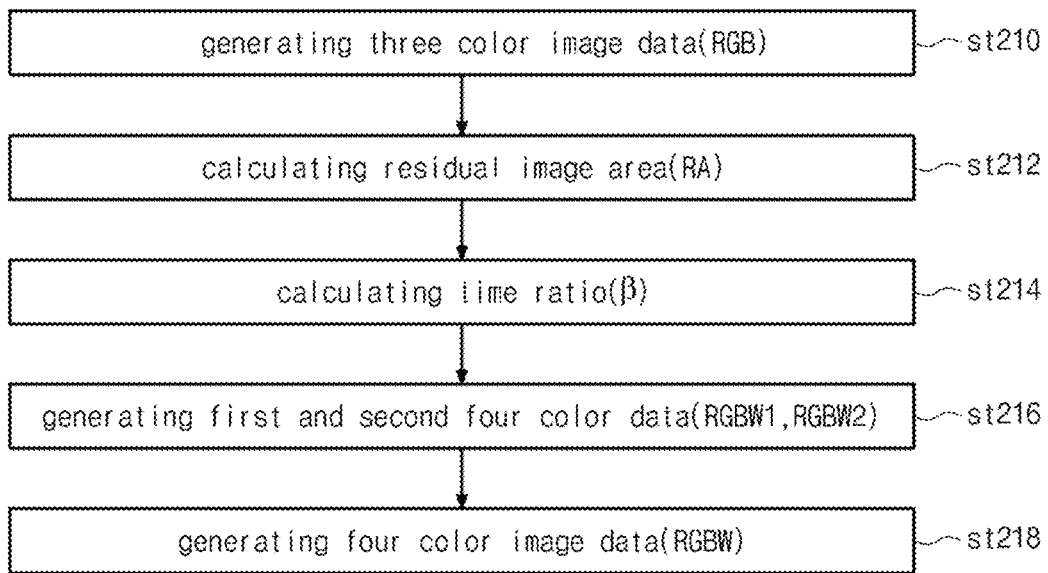 generating three color image data(RGB) st210
calculating residual image area(RA) st212
calculating time ratio(β) st214
generating first and second four color data(RGBW1,RGBW2) st216
generating four color image data(RGBW) st218